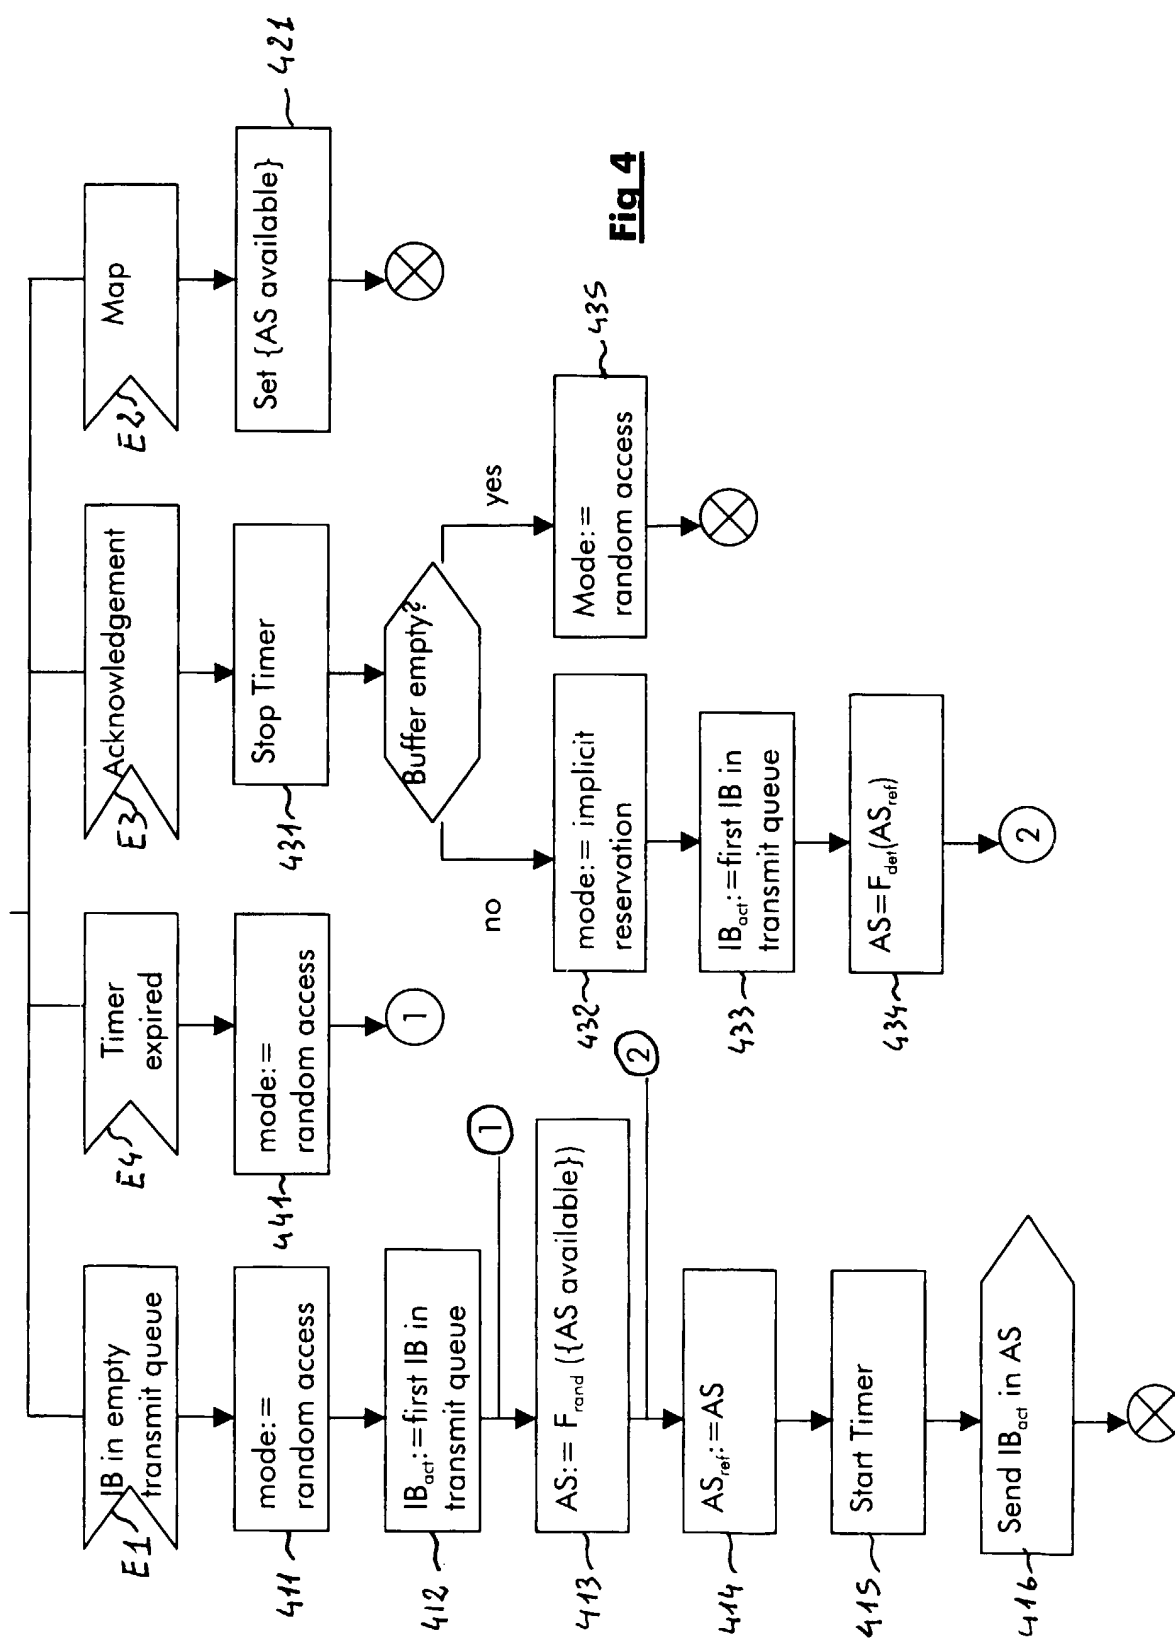 E1
IB in empty
transmit queue
411
mode:=
random access
412
IBact:=first IB in
transmit queue
1
413
AS:= Frand ({AS available})
2
414
ASref:=AS
415
Start Timer
416
Send IBact in AS
E4
Timer
expired
441
mode:=
random access
1
E3
Acknowledgement
431
Stop Timer
Buffer empty?
no
yes
432
mode:= implicit
reservation
433
IBact:=first IB in
transmit queue
434
AS=Fdet(ASref)
2
435
Mode:=
random access
E2
Map
421
Set {AS available}
Fig 4